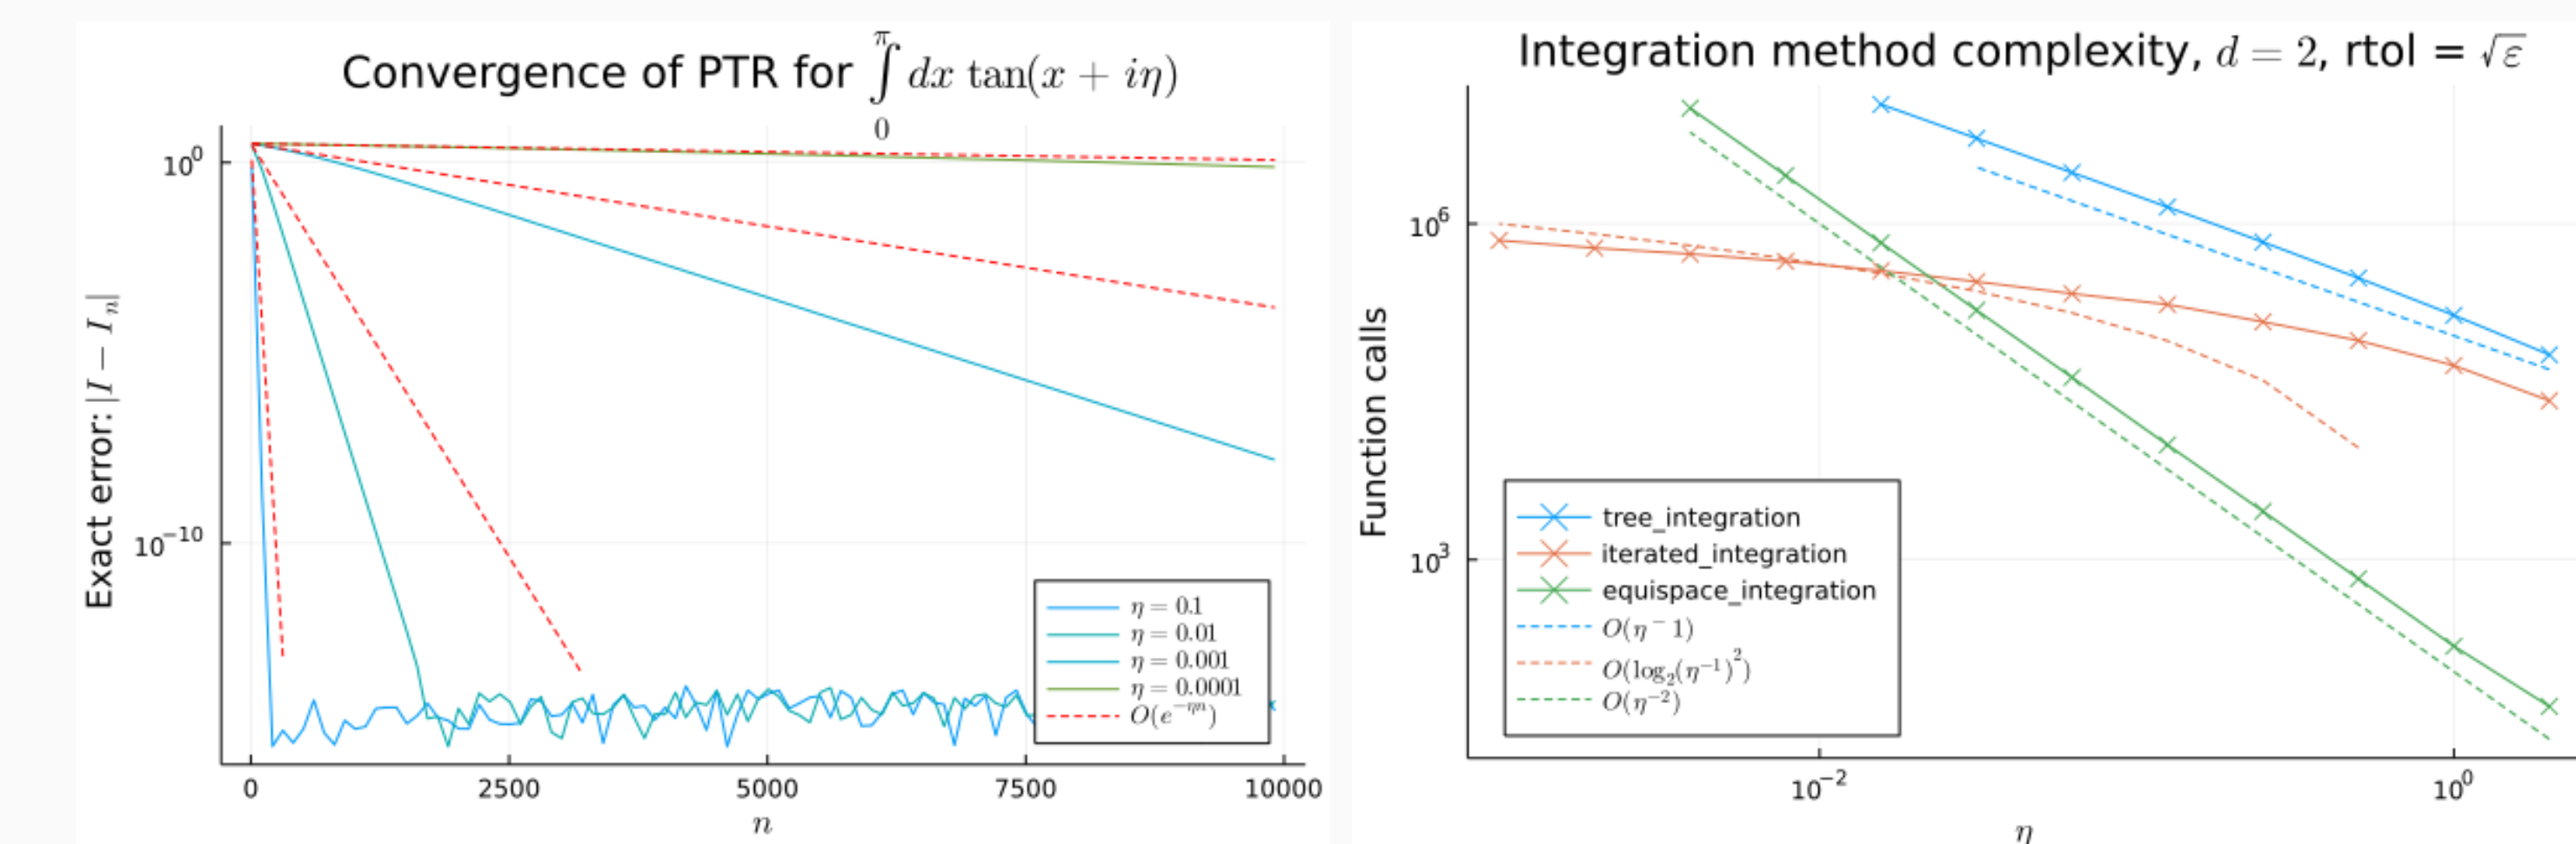 Convergence of PTR for ∫₀^π dx tan(x + iη)
Exact error: |I − Iₙ|
10⁰
10⁻¹⁰
0
2500
5000
7500
10000
n
η = 0.1
η = 0.01
η = 0.001
η = 0.0001
O(e^{−ηn})
Integration method complexity, d = 2, rtol = √ε
Function calls
10⁶
10³
10⁻²
10⁰
η
tree_integration
iterated_integration
equispace_integration
O(η⁻1)
O(log₂(η⁻¹)²)
O(η⁻²)